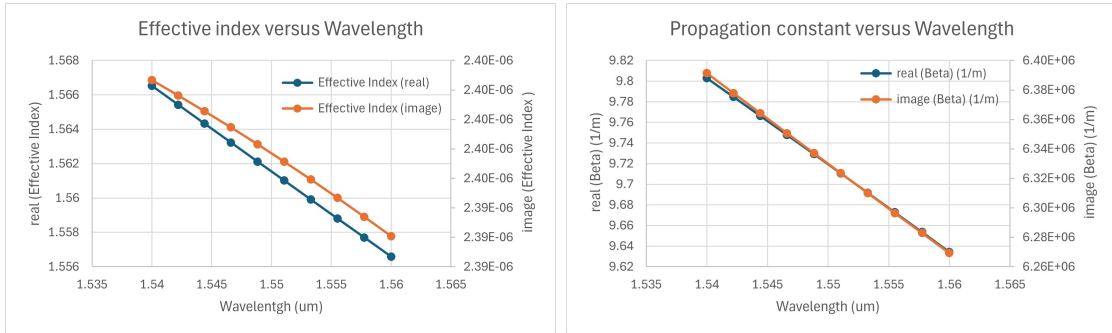 Effective index versus Wavelength
1.568
1.566
1.564
1.562
1.56
1.558
1.556
real (Effective Index)
Effective Index (real)
Effective Index (image)
2.40E-06
2.40E-06
2.40E-06
2.40E-06
2.40E-06
2.39E-06
2.39E-06
2.39E-06
image (Effective Index )
1.535
1.54
1.545
1.55
1.555
1.56
1.565
Wavelentgh (um)
Propagation constant versus Wavelength
9.82
9.8
9.78
9.76
9.74
9.72
9.7
9.68
9.66
9.64
9.62
real (Beta) (1/m)
real (Beta) (1/m)
image (Beta) (1/m)
6.40E+06
6.38E+06
6.36E+06
6.34E+06
6.32E+06
6.30E+06
6.28E+06
6.26E+06
image (Beta) (1/m)
1.535
1.54
1.545
1.55
1.555
1.56
1.565
Wavelength (um)